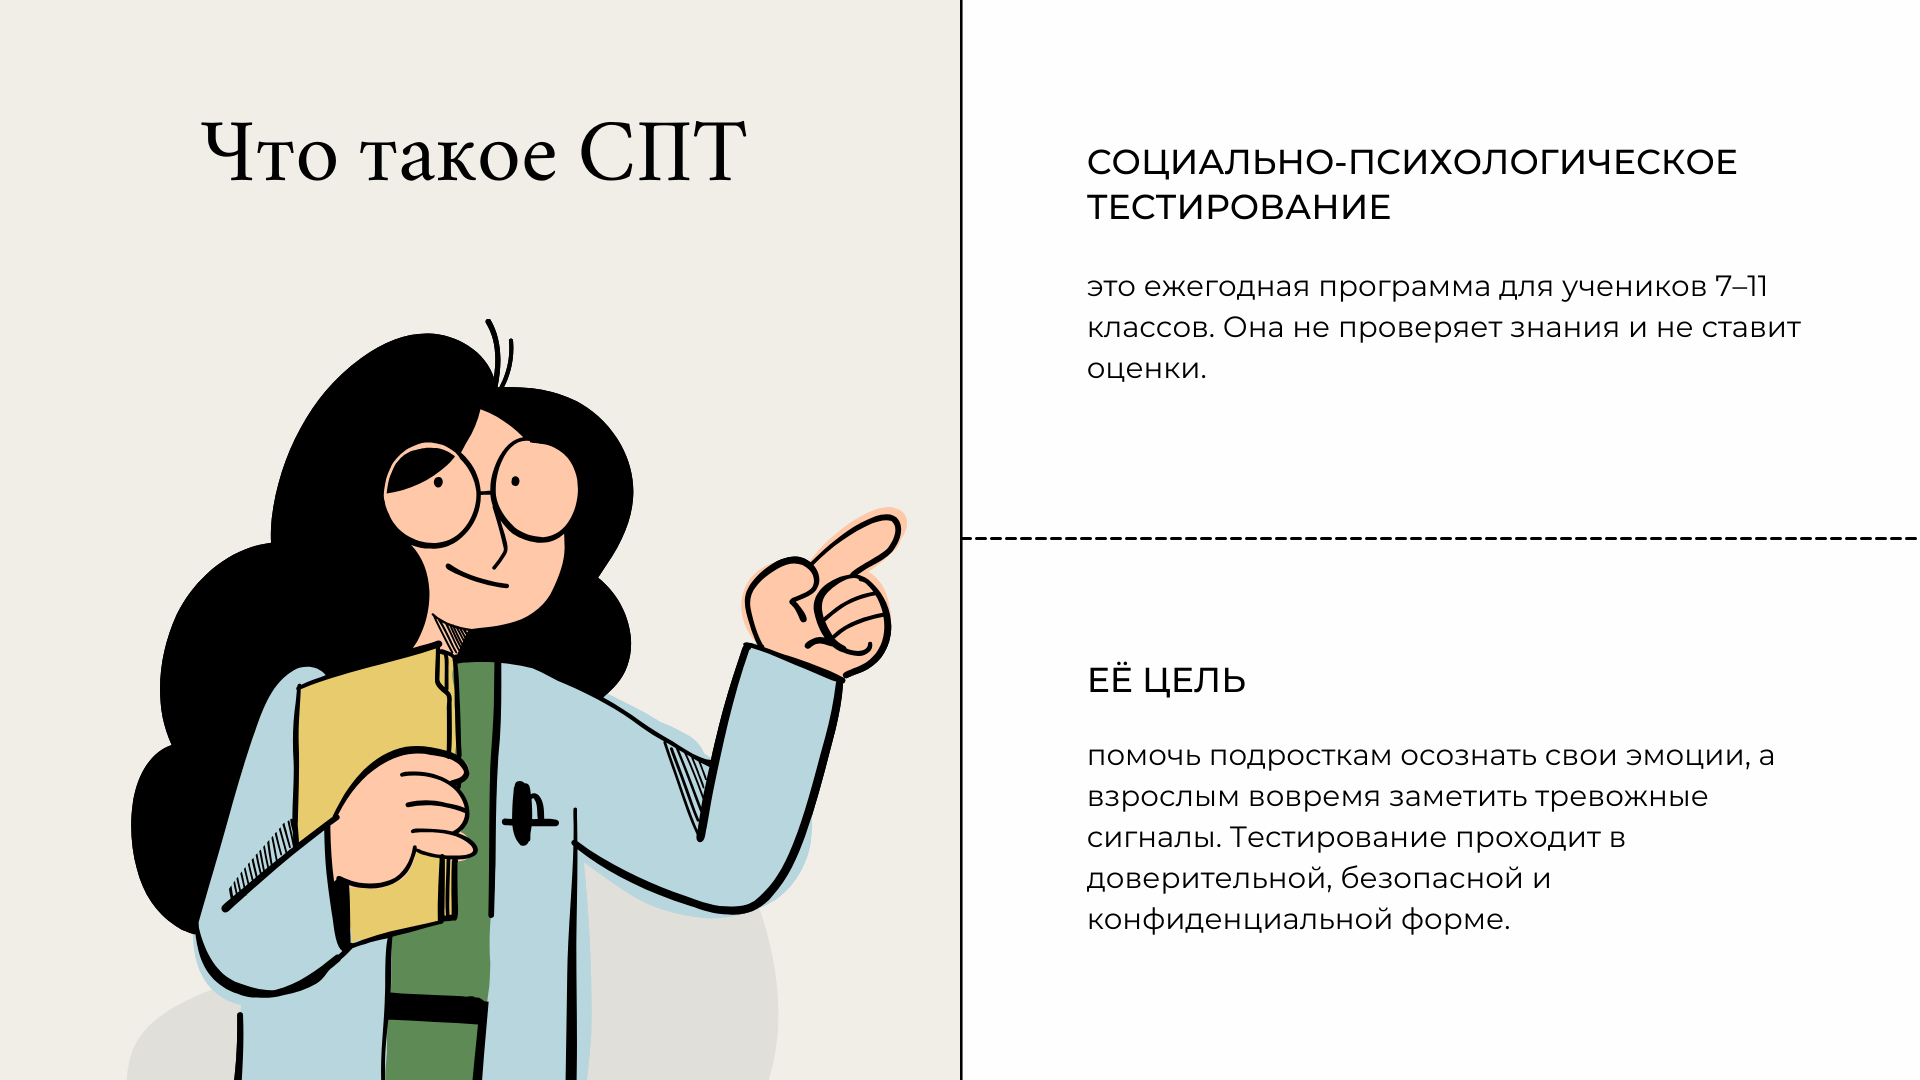 Что такое СПТ
СОЦИАЛЬНО-ПСИХОЛОГИЧЕСКОЕ
ТЕСТИРОВАНИЕ
это ежегодная программа для учеников 7–11
классов. Она не проверяет знания и не ставит
оценки.
ЕЁ ЦЕЛЬ
помочь подросткам осознать свои эмоции, а
взрослым вовремя заметить тревожные
сигналы. Тестирование проходит в
доверительной, безопасной и
конфиденциальной форме.